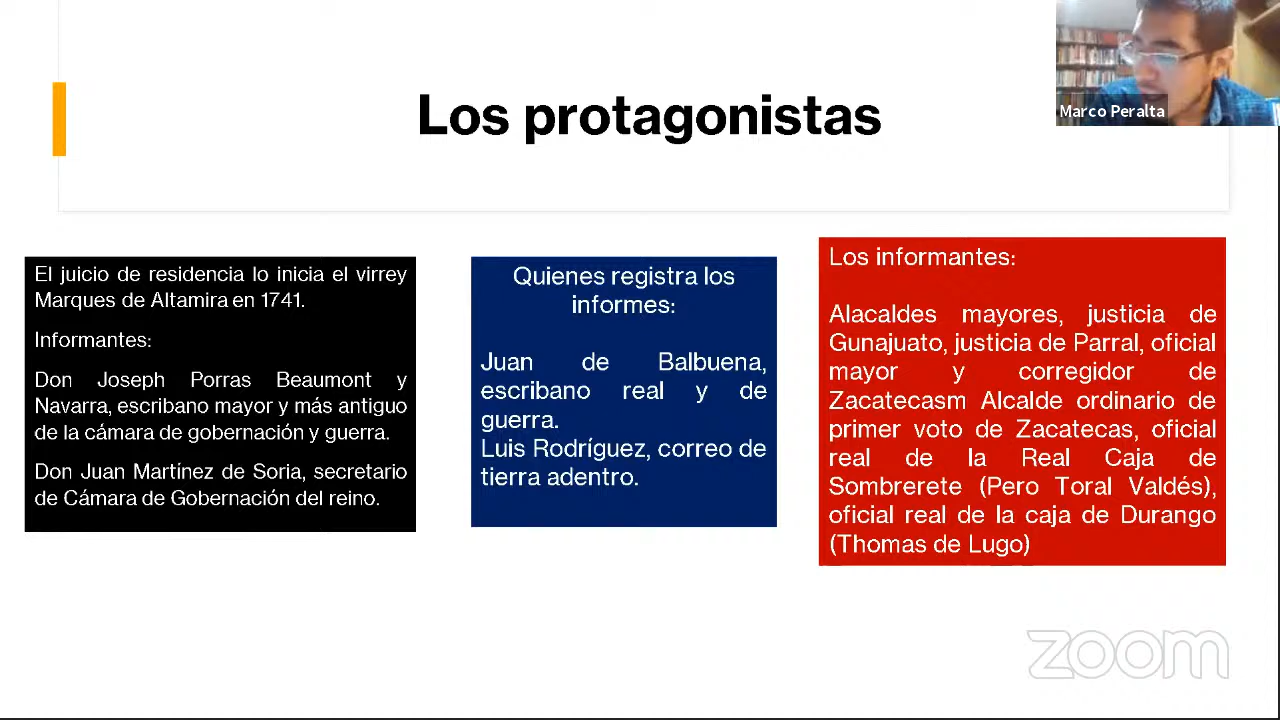 Los protagonistas
Marco Peralta
El juicio de residencia lo inicia el virrey
Marques de Altamira en 1741.
Informantes:
Don Joseph Porras Beaumont y
Navarra, escribano mayor y más antiguo
de la cámara de gobernación y guerra.
Don Juan Martínez de Soria, secretario
de Cámara de Gobernación del reino.
Quienes registra los
informes:
Juan de Balbuena,
escribano real y de
guerra.
Luis Rodríguez, correo de
tierra adentro.
Los informantes:
Alacaldes mayores, justicia de
Gunajuato, justicia de Parral, oficial
mayor y corregidor de
Zacatecasm Alcalde ordinario de
primer voto de Zacatecas, oficial
real de la Real Caja de
Sombrerete (Pero Toral Valdés),
oficial real de la caja de Durango
(Thomas de Lugo)
zoom